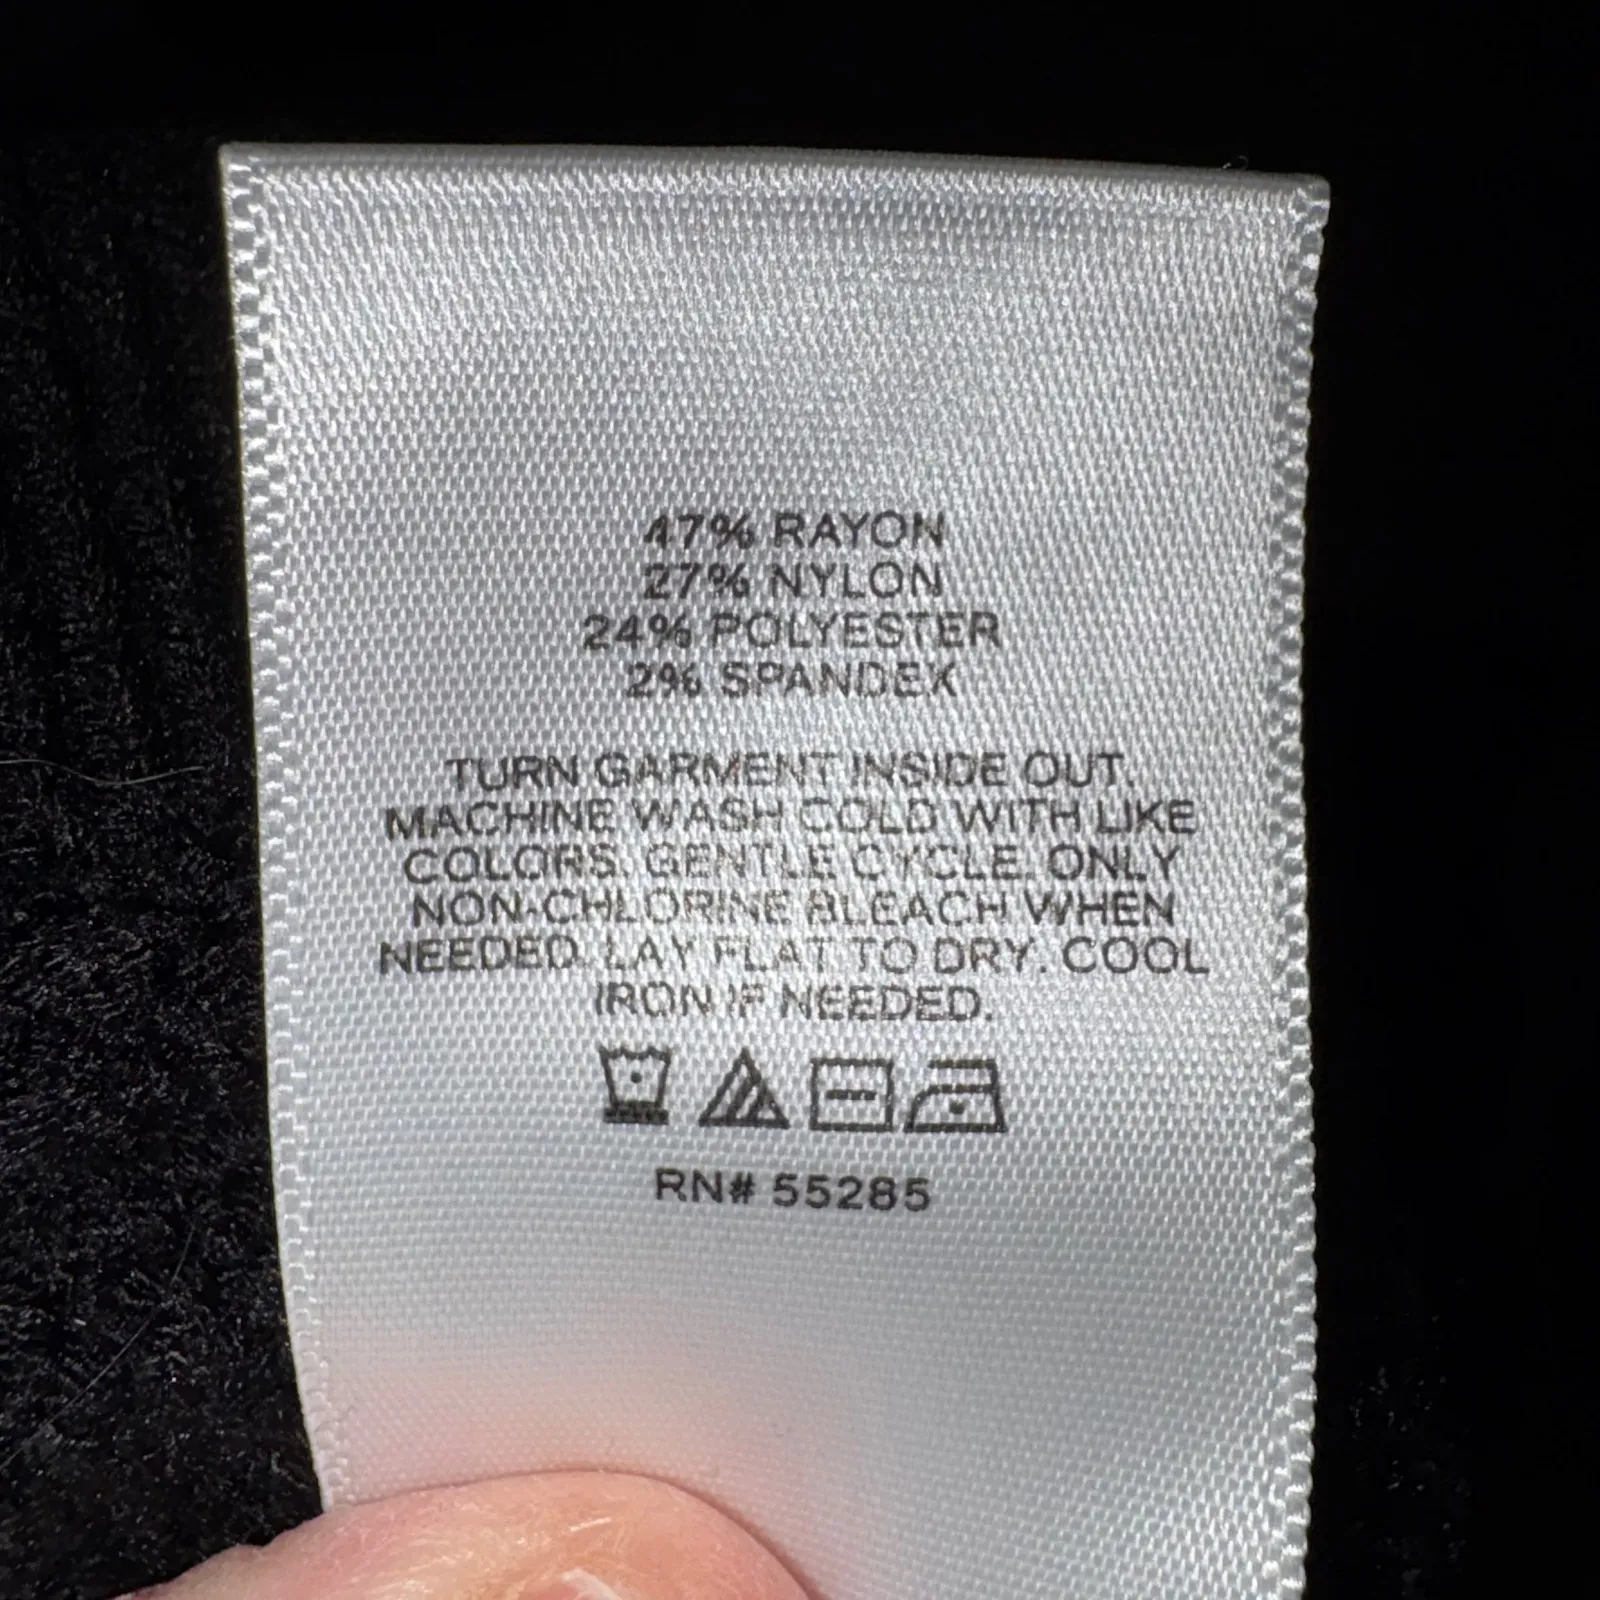 47% RAYON
27% NYLON
24% POLYESTER
2% SPANDEX
TURN GARMENT INSIDE OUT.
MACHINE WASH COLD WITH LIKE
COLORS. GENTLE CYCLE. ONLY
NON-CHLORINE BLEACH WHEN
NEEDED. LAY FLAT TO DRY. COOL
IRON IF NEEDED.
RN# 55285